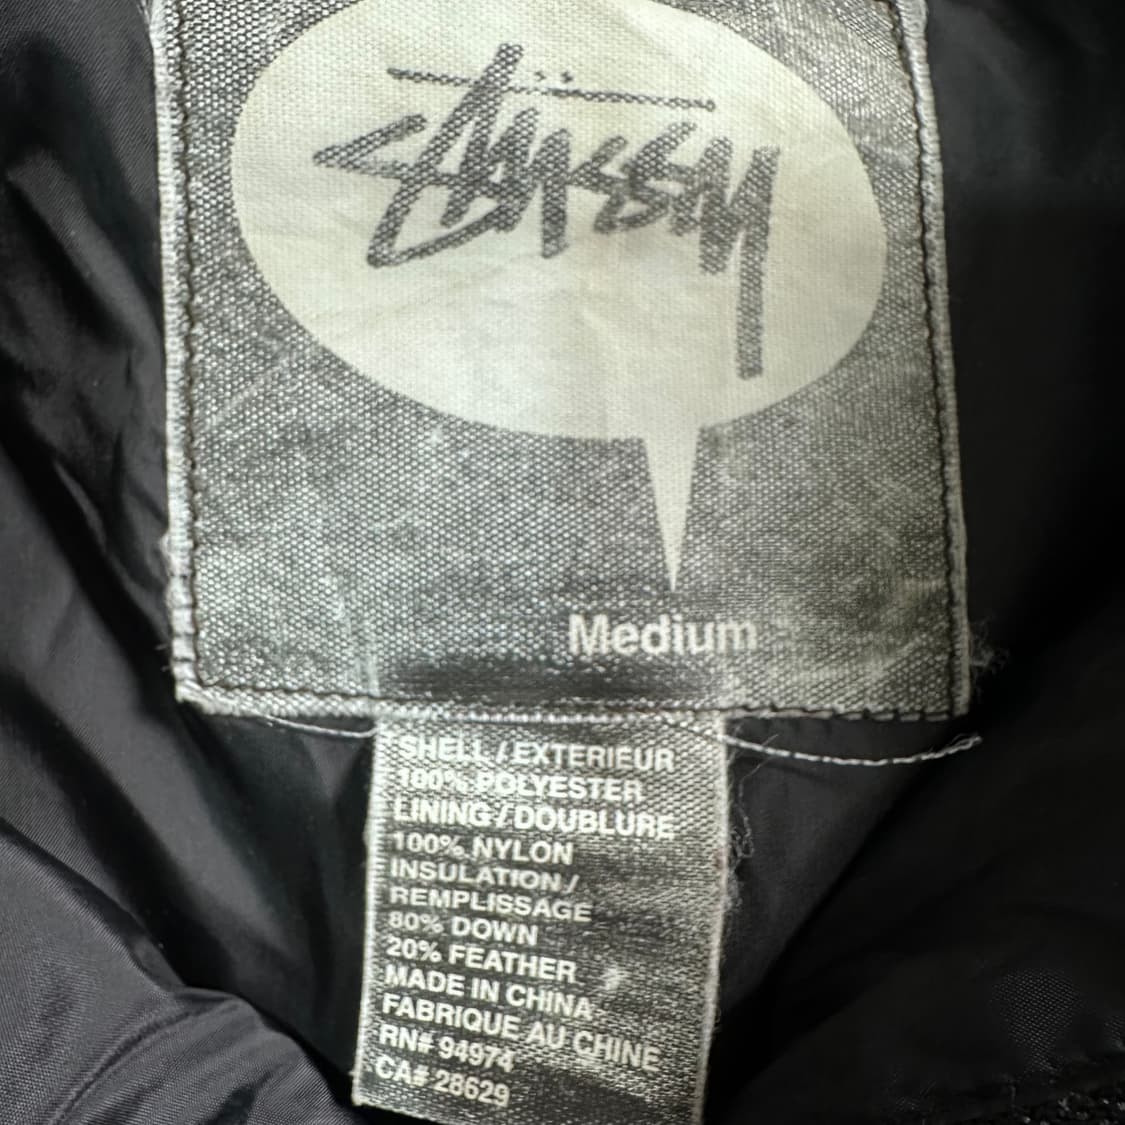 Stüssy
Medium
SHELL / EXTERIEUR
100% POLYESTER
LINING / DOUBLURE
100% NYLON
INSULATION /
REMPLISSAGE
80% DOWN
20% FEATHER
MADE IN CHINA
FABRIQUE AU CHINE
RN# 94974
CA# 28629